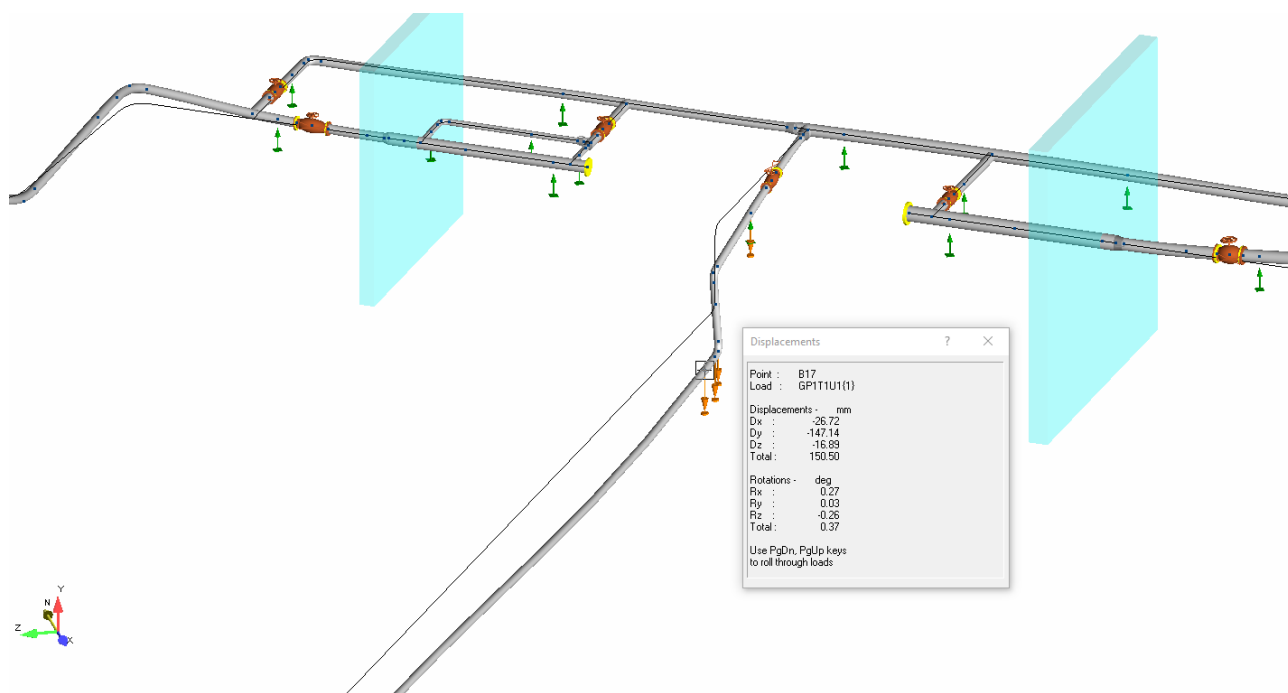 Displacements ? ×
Point : B17
Load : GP1T1U1{1}
Displacements - mm
Dx : -26.72
Dy : -147.14
Dz : -16.89
Total : 150.50
Rotations - deg
Rx : 0.27
Ry : 0.03
Rz : -0.26
Total : 0.37
Use PgDn, PgUp keys
to roll through loads
Y
N
Z
X